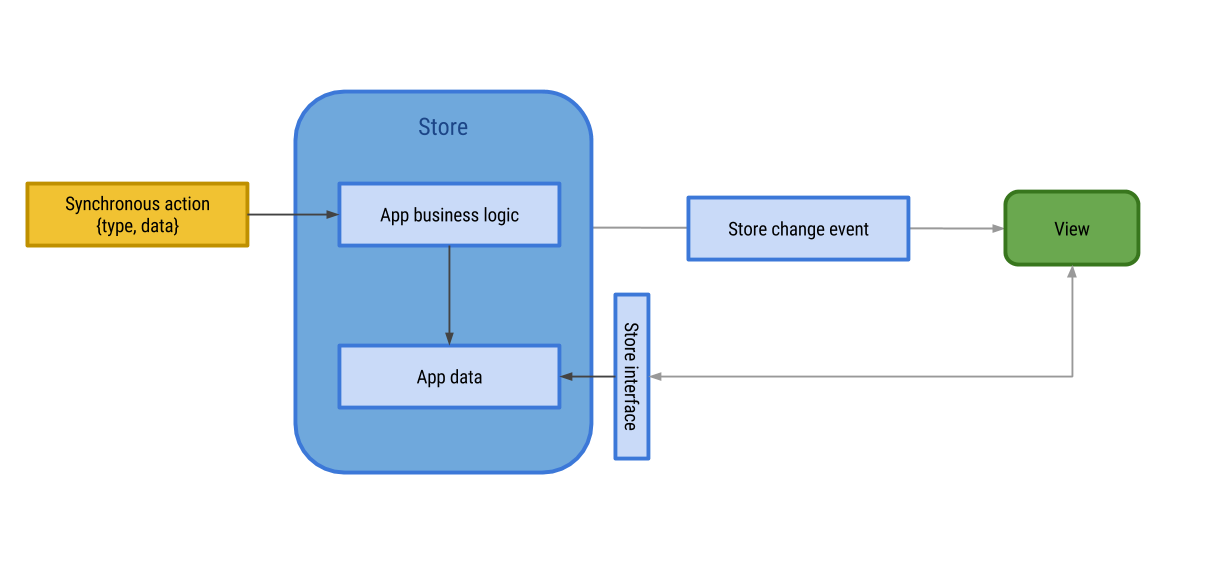 Store
Synchronous action
{type, data}
App business logic
Store change event
View
Store interface
App data